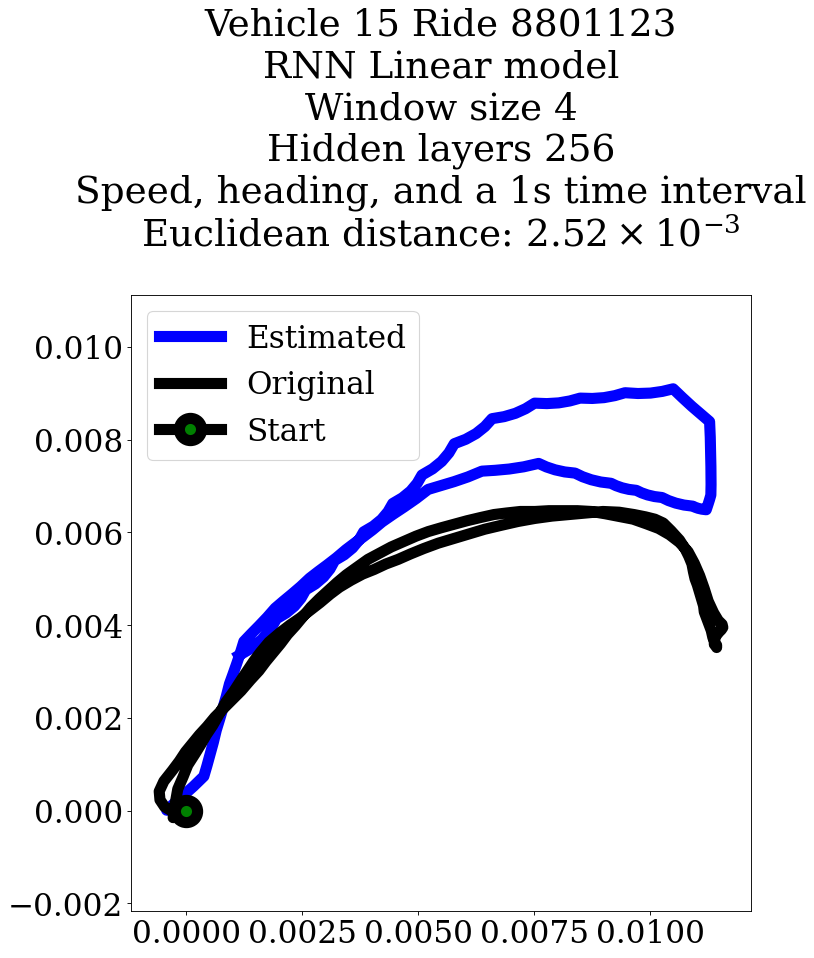 Vehicle 15 Ride 8801123
RNN Linear model
Window size 4
Hidden layers 256
Speed, heading, and a 1s time interval
Euclidean distance: 2.52 × 10⁻³
Estimated
Original
Start
0.010
0.008
0.006
0.004
0.002
0.000
−0.002
0.0000 0.0025 0.0050 0.0075 0.0100